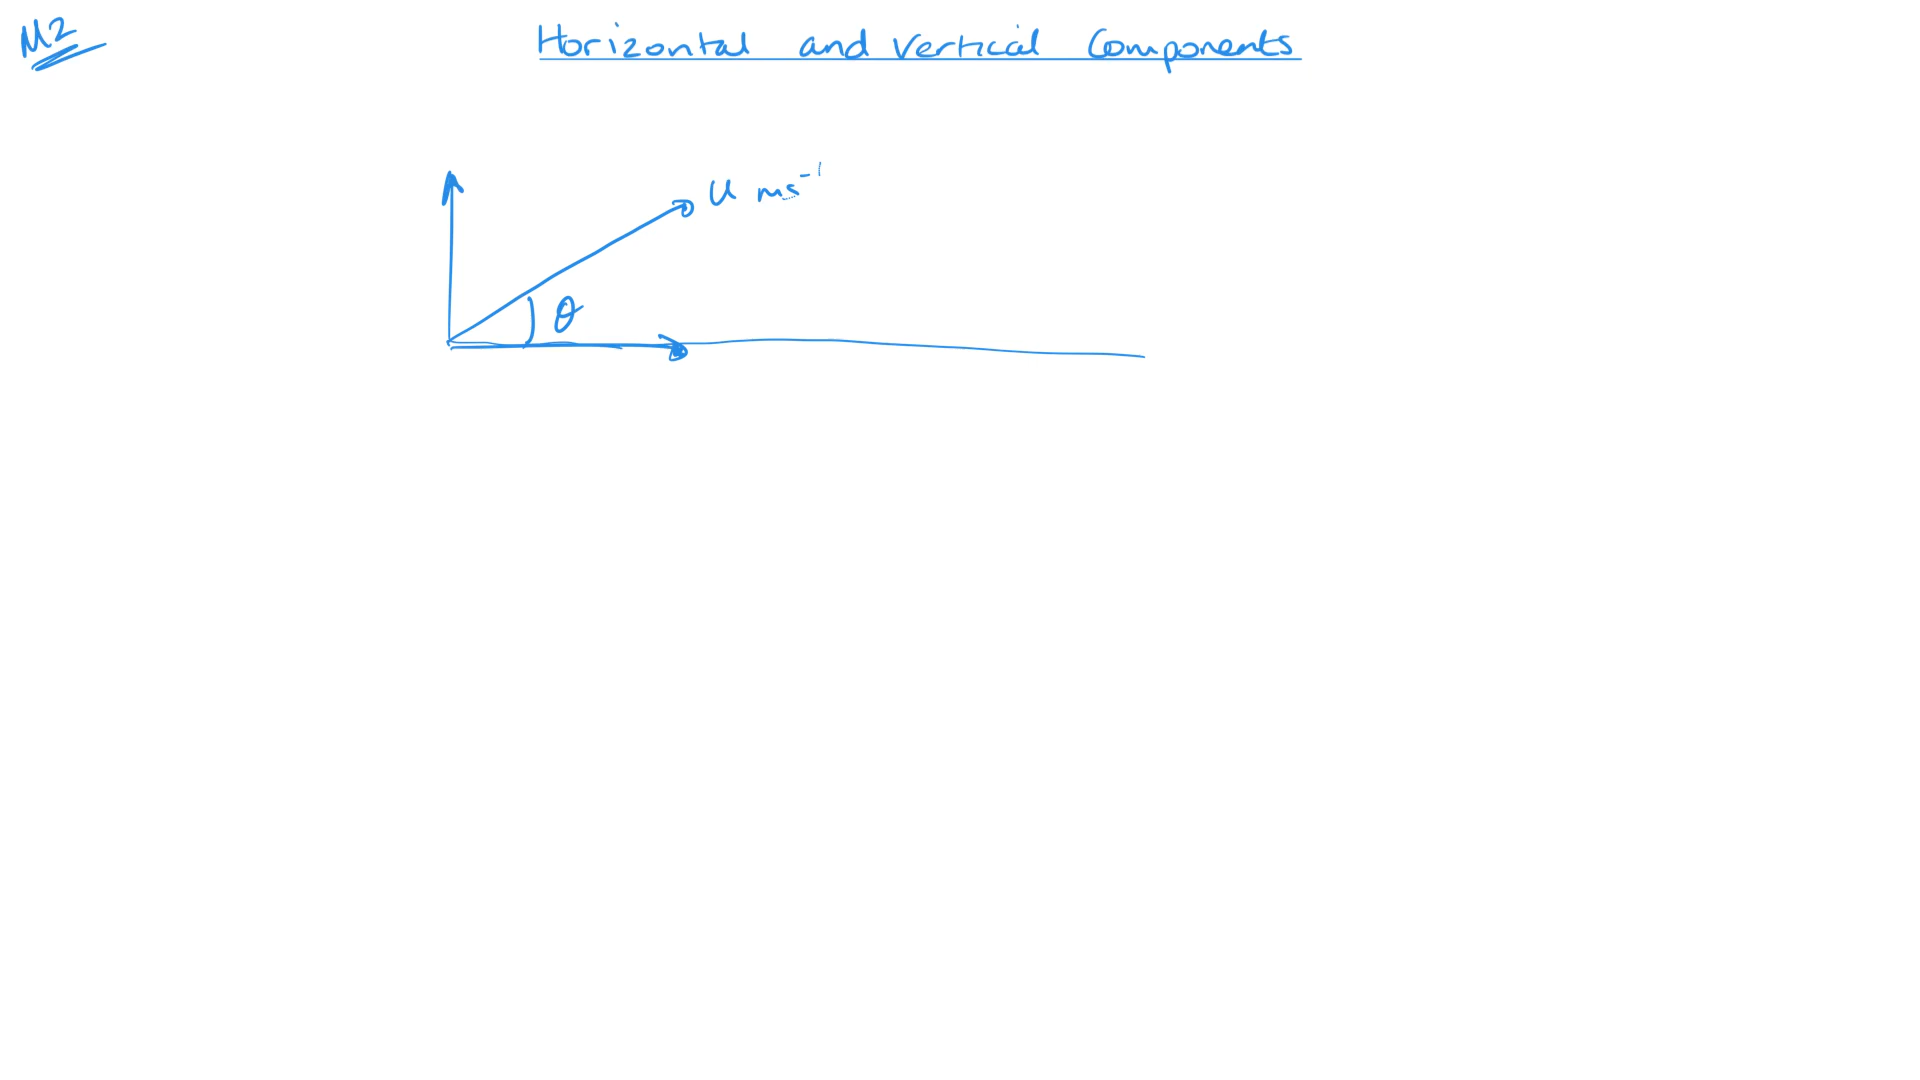 M2
Horizontal and Vertical Components
U ms⁻¹
θ